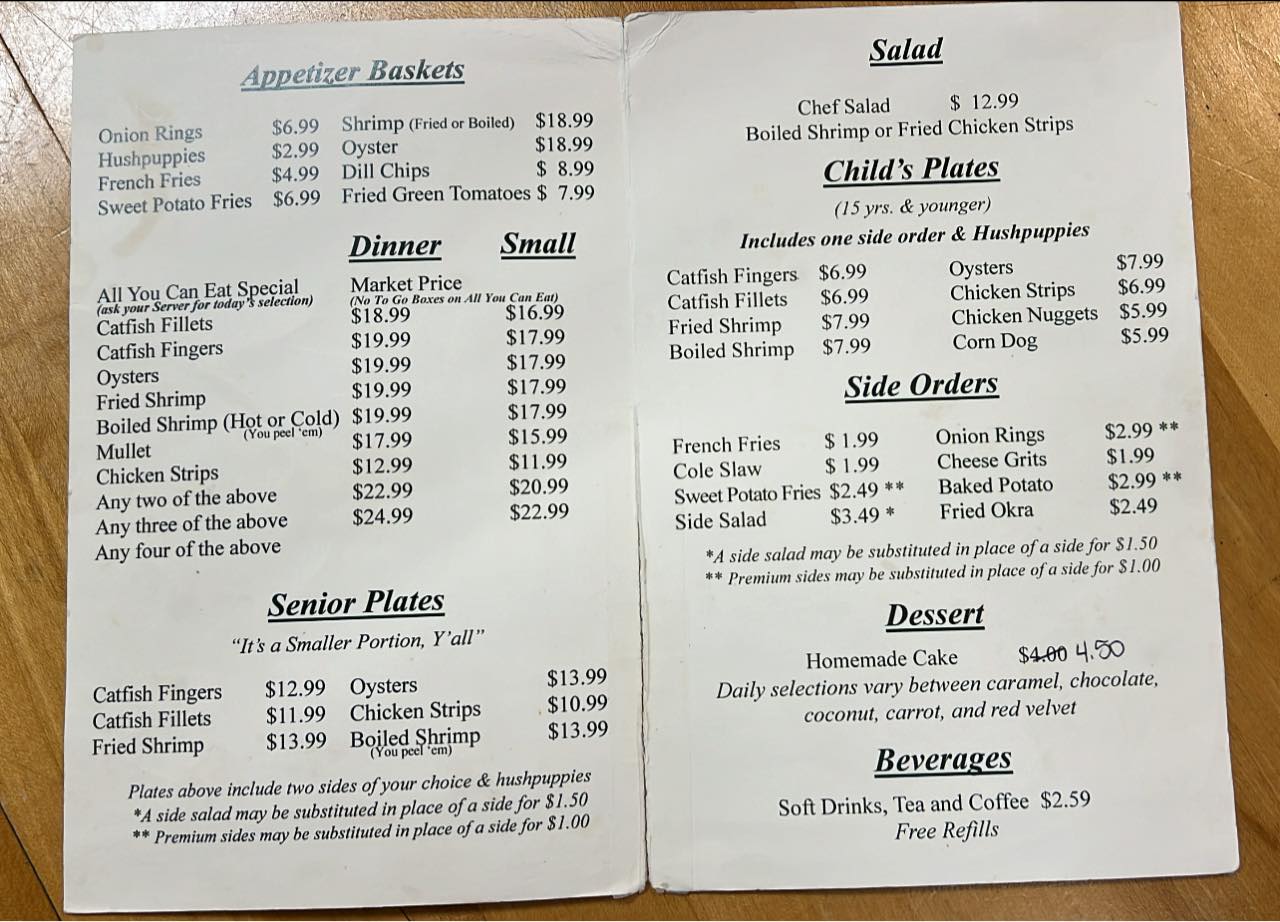 Appetizer Baskets
Onion Rings $6.99 Shrimp (Fried or Boiled) $18.99
Hushpuppies $2.99 Oyster $18.99
French Fries $4.99 Dill Chips $ 8.99
Sweet Potato Fries $6.99 Fried Green Tomatoes $ 7.99
Dinner Small
All You Can Eat Special Market Price
(ask your Server for today's selection) (No To Go Boxes on All You Can Eat)
Catfish Fillets $18.99 $16.99
Catfish Fingers $19.99 $17.99
Oysters $19.99 $17.99
Fried Shrimp $19.99 $17.99
Boiled Shrimp (Hot or Cold) $19.99 $17.99
(You peel 'em)
Mullet $17.99 $15.99
Chicken Strips $12.99 $11.99
Any two of the above $22.99 $20.99
Any three of the above $24.99 $22.99
Any four of the above
Senior Plates
"It's a Smaller Portion, Y'all"
Catfish Fingers $12.99 Oysters $13.99
Catfish Fillets $11.99 Chicken Strips $10.99
Fried Shrimp $13.99 Boiled Shrimp $13.99
(You peel 'em)
Plates above include two sides of your choice & hushpuppies
*A side salad may be substituted in place of a side for $1.50
** Premium sides may be substituted in place of a side for $1.00
Salad
Chef Salad $ 12.99
Boiled Shrimp or Fried Chicken Strips
Child's Plates
(15 yrs. & younger)
Includes one side order & Hushpuppies
Catfish Fingers $6.99 Oysters $7.99
Catfish Fillets $6.99 Chicken Strips $6.99
Fried Shrimp $7.99 Chicken Nuggets $5.99
Boiled Shrimp $7.99 Corn Dog $5.99
Side Orders
French Fries $ 1.99 Onion Rings $2.99 **
Cole Slaw $ 1.99 Cheese Grits $1.99
Sweet Potato Fries $2.49 ** Baked Potato $2.99 **
Side Salad $3.49 * Fried Okra $2.49
*A side salad may be substituted in place of a side for $1.50
** Premium sides may be substituted in place of a side for $1.00
Dessert
Homemade Cake $4.00 4.50
Daily selections vary between caramel, chocolate,
coconut, carrot, and red velvet
Beverages
Soft Drinks, Tea and Coffee $2.59
Free Refills